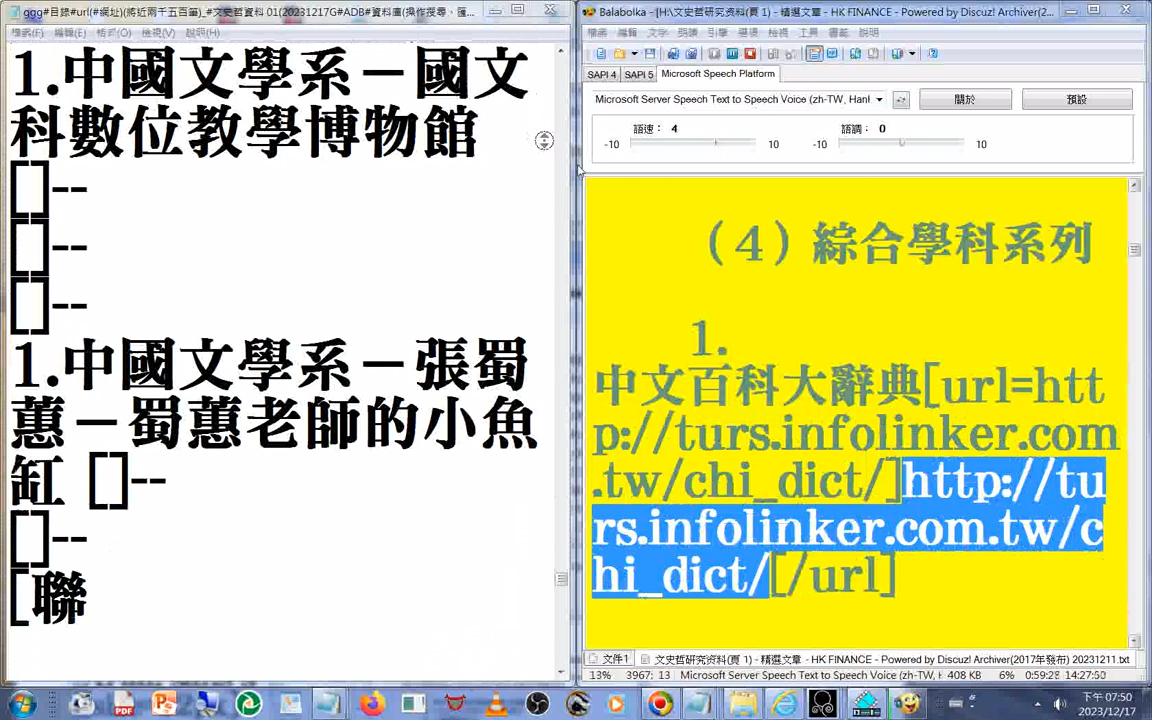 ggg#目錄#url(#網址)(將近兩千五百筆)_#文史哲資料 01(20231217G#ADB#資料庫(操作搜尋、匯...
檔案(F) 編輯(E) 格式(O) 檢視(V) 說明(H)
1.中國文學系－國文
科數位教學博物館
[]--
[]--
[]--
1.中國文學系－張蜀
蕙－蜀蕙老師的小魚
缸 []--
[]--
[聯
Balabolka - [H:\文史哲研究资料(頁 1) - 精選文章 - HK FINANCE - Powered by Discuz! Archiver(2...
檔案 編輯 文字 朗讀 引擎 選項 檢視 工具 書籤 說明
SAPI 4 SAPI 5 Microsoft Speech Platform
Microsoft Server Speech Text to Speech Voice (zh-TW, HanH
關於 預設
語速： 4 語調： 0
-10 10 -10 10
（4）綜合學科系列
1.
中文百科大辭典[url=htt
p://turs.infolinker.com
.tw/chi_dict/]http://tu
rs.infolinker.com.tw/c
hi_dict/[/url]
文件1 文史哲研究资料(頁 1) - 精選文章 - HK FINANCE - Powered by Discuz! Archiver(2017年發布) 20231211.txt
13% 3967; 13 Microsoft Server Speech Text to Speech Voice (zh-TW, H 408 KB 6% 0:59:28 14:27:50
下午 07:50
2023/12/17